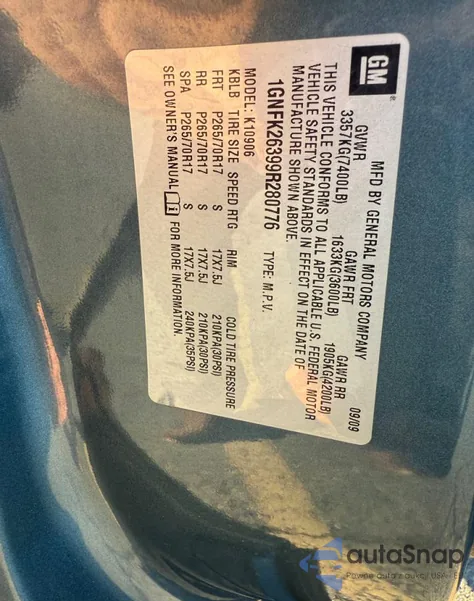 GM ®
MFD BY GENERAL MOTORS COMPANY 09/09
GVWR GAWR FRT GAWR RR
3357KG(7400LB) 1633KG(3600LB) 1905KG(4200LB)
THIS VEHICLE CONFORMS TO ALL APPLICABLE U.S. FEDERAL MOTOR
VEHICLE SAFETY STANDARDS IN EFFECT ON THE DATE OF
MANUFACTURE SHOWN ABOVE.
1GNFK26399R280776 TYPE: M.P.V.
MODEL: K10906
KBLB TIRE SIZE SPEED RTG RIM COLD TIRE PRESSURE
FRT P265/70R17 S 17X7.5J 210KPA(30PSI)
RR P265/70R17 S 17X7.5J 210KPA(30PSI)
SPA P265/70R17 S 17X7.5J 240KPA(35PSI)
SEE OWNER'S MANUAL FOR MORE INFORMATION.
autaSnap